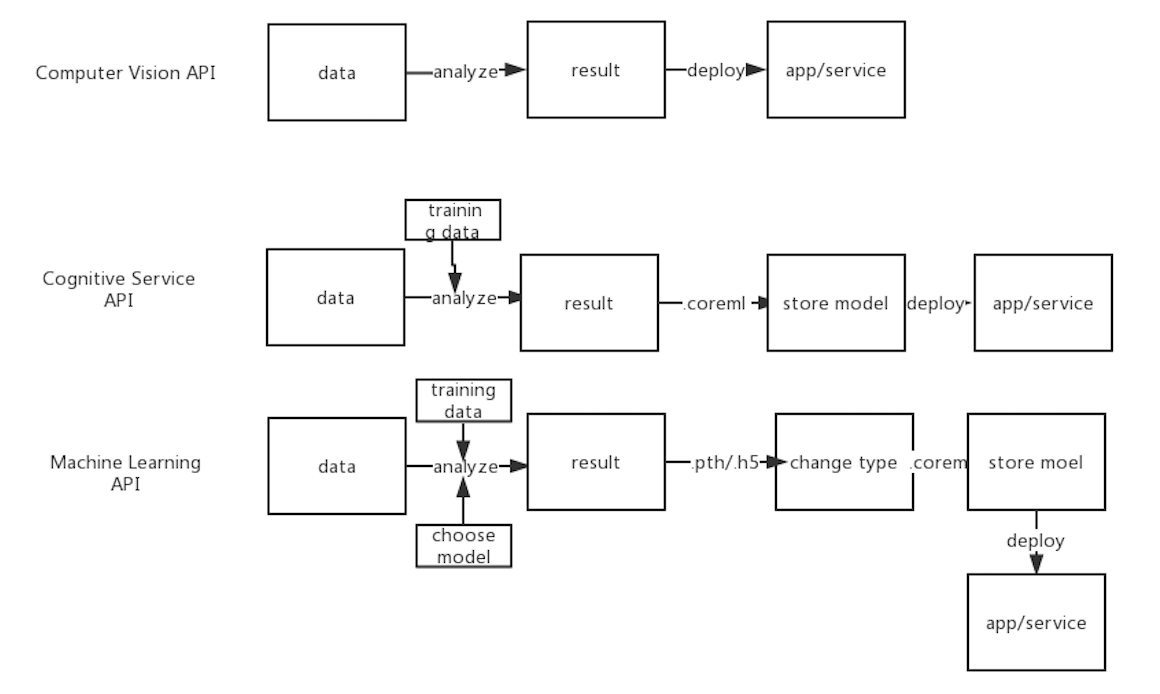 Computer Vision API
data
analyze
result
deploy
app/service
trainin
g data
Cognitive Service
API
data
analyze
result
.coreml
store model
deploy
app/service
training
data
Machine Learning
API
data
analyze
choose
model
result
.pth/.h5
change type
.corem
store moel
deploy
app/service